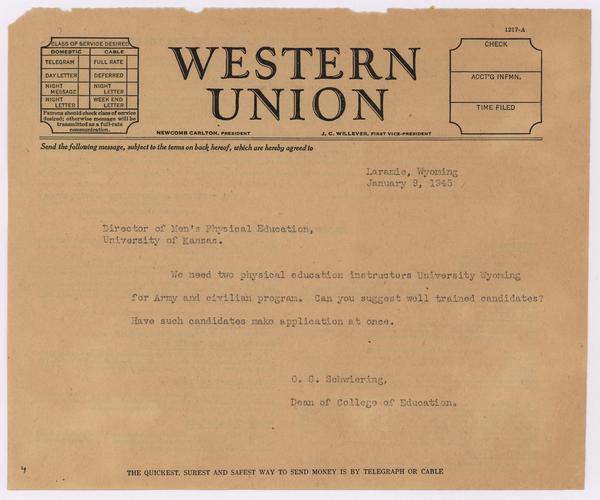 1217-A
CLASS OF SERVICE DESIRED
DOMESTIC CABLE
TELEGRAM FULL RATE
DAY LETTER DEFERRED
NIGHT MESSAGE NIGHT LETTER
NIGHT LETTER WEEK END LETTER
Patrons should check class of service
desired; otherwise message will be
transmitted as a full-rate
communication.
WESTERN
UNION
NEWCOMB CARLTON, PRESIDENT J. C. WILLEVER, FIRST VICE-PRESIDENT
CHECK
ACCT'G INFMN.
TIME FILED
Send the following message, subject to the terms on back hereof, which are hereby agreed to
Laramie, Wyoming
January 9, 1945
Director of Men's Physical Education,
University of Kansas.
We need two physical education instructors University Wyoming
for Army and civilian program. Can you suggest well trained candidates?
Have such candidates make application at once.
O. C. Schwiering,
Dean of College of Education.
4
THE QUICKEST, SUREST AND SAFEST WAY TO SEND MONEY IS BY TELEGRAPH OR CABLE